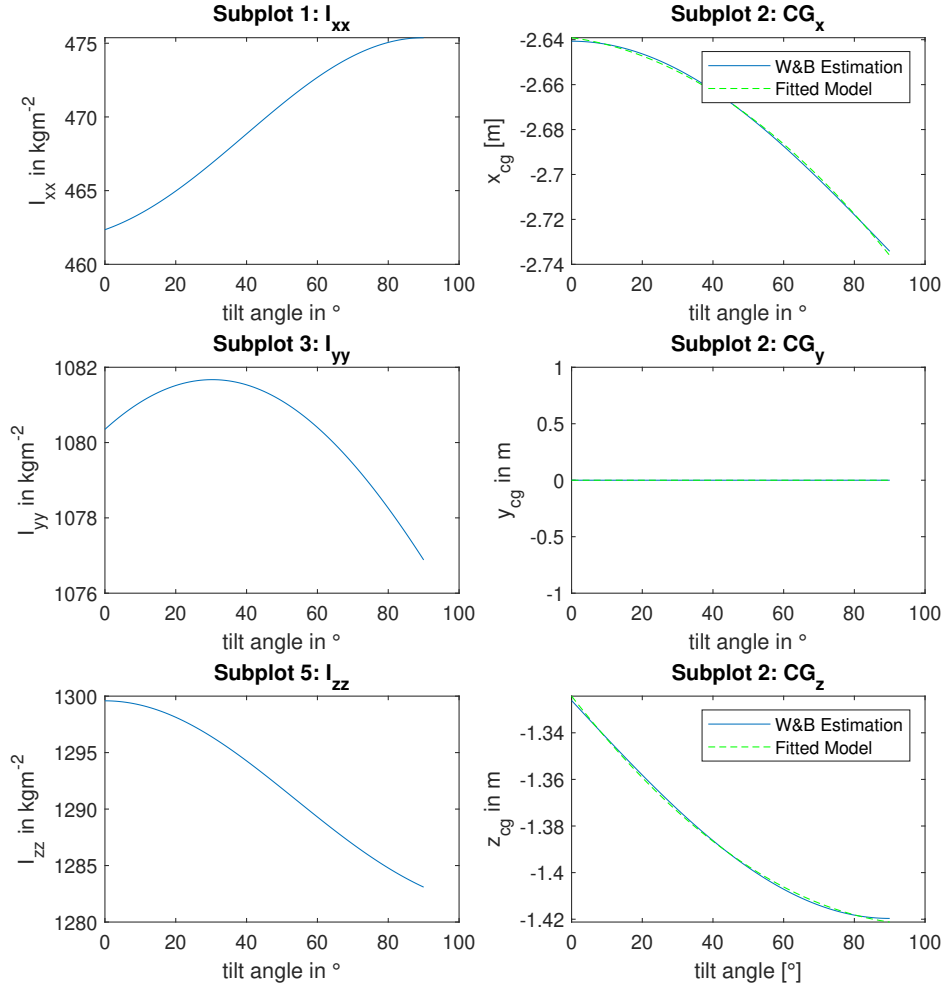 Subplot 1: I_xx
475
470
465
460
I_xx in kgm^-2
0 20 40 60 80 100
tilt angle in °
Subplot 2: CG_x
W&B Estimation
Fitted Model
-2.64
-2.66
-2.68
-2.7
-2.72
-2.74
x_cg [m]
0 20 40 60 80 100
tilt angle in °
Subplot 3: I_yy
1082
1080
1078
1076
I_yy in kgm^-2
0 20 40 60 80 100
tilt angle in °
Subplot 2: CG_y
1
0.5
0
-0.5
-1
y_cg in m
0 20 40 60 80 100
tilt angle in °
Subplot 5: I_zz
1300
1295
1290
1285
1280
I_zz in kgm^-2
0 20 40 60 80 100
tilt angle in °
Subplot 2: CG_z
W&B Estimation
Fitted Model
-1.34
-1.36
-1.38
-1.4
-1.42
z_cg in m
0 20 40 60 80 100
tilt angle [°]